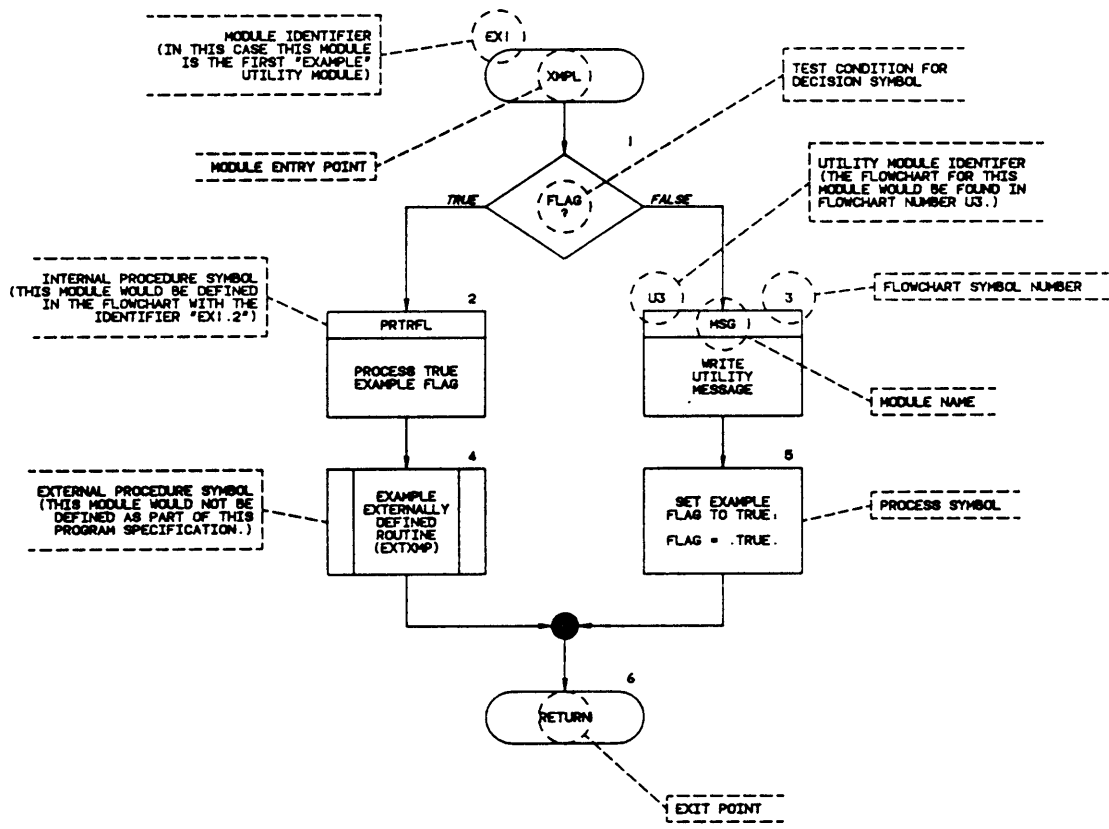 MODULE IDENTIFIER
(IN THIS CASE THIS MODULE
IS THE FIRST "EXAMPLE"
UTILITY MODULE)
EX1
XMPL
TEST CONDITION FOR
DECISION SYMBOL
MODULE ENTRY POINT
1
UTILITY MODULE IDENTIFER
(THE FLOWCHART FOR THIS
MODULE WOULD BE FOUND IN
FLOWCHART NUMBER U3.)
TRUE
FLAG
?
FALSE
INTERNAL PROCEDURE SYMBOL
(THIS MODULE WOULD BE DEFINED
IN THE FLOWCHART WITH THE
IDENTIFIER "EX1.2")
2
PRTRFL
PROCESS TRUE
EXAMPLE FLAG
U3
3
FLOWCHART SYMBOL NUMBER
MSG
WRITE
UTILITY
MESSAGE
MODULE NAME
EXTERNAL PROCEDURE SYMBOL
(THIS MODULE WOULD NOT BE
DEFINED AS PART OF THIS
PROGRAM SPECIFICATION.)
4
EXAMPLE
EXTERNALLY
DEFINED
ROUTINE
(EXTXMP)
5
SET EXAMPLE
FLAG TO TRUE:
FLAG = .TRUE.
PROCESS SYMBOL
6
RETURN
EXIT POINT